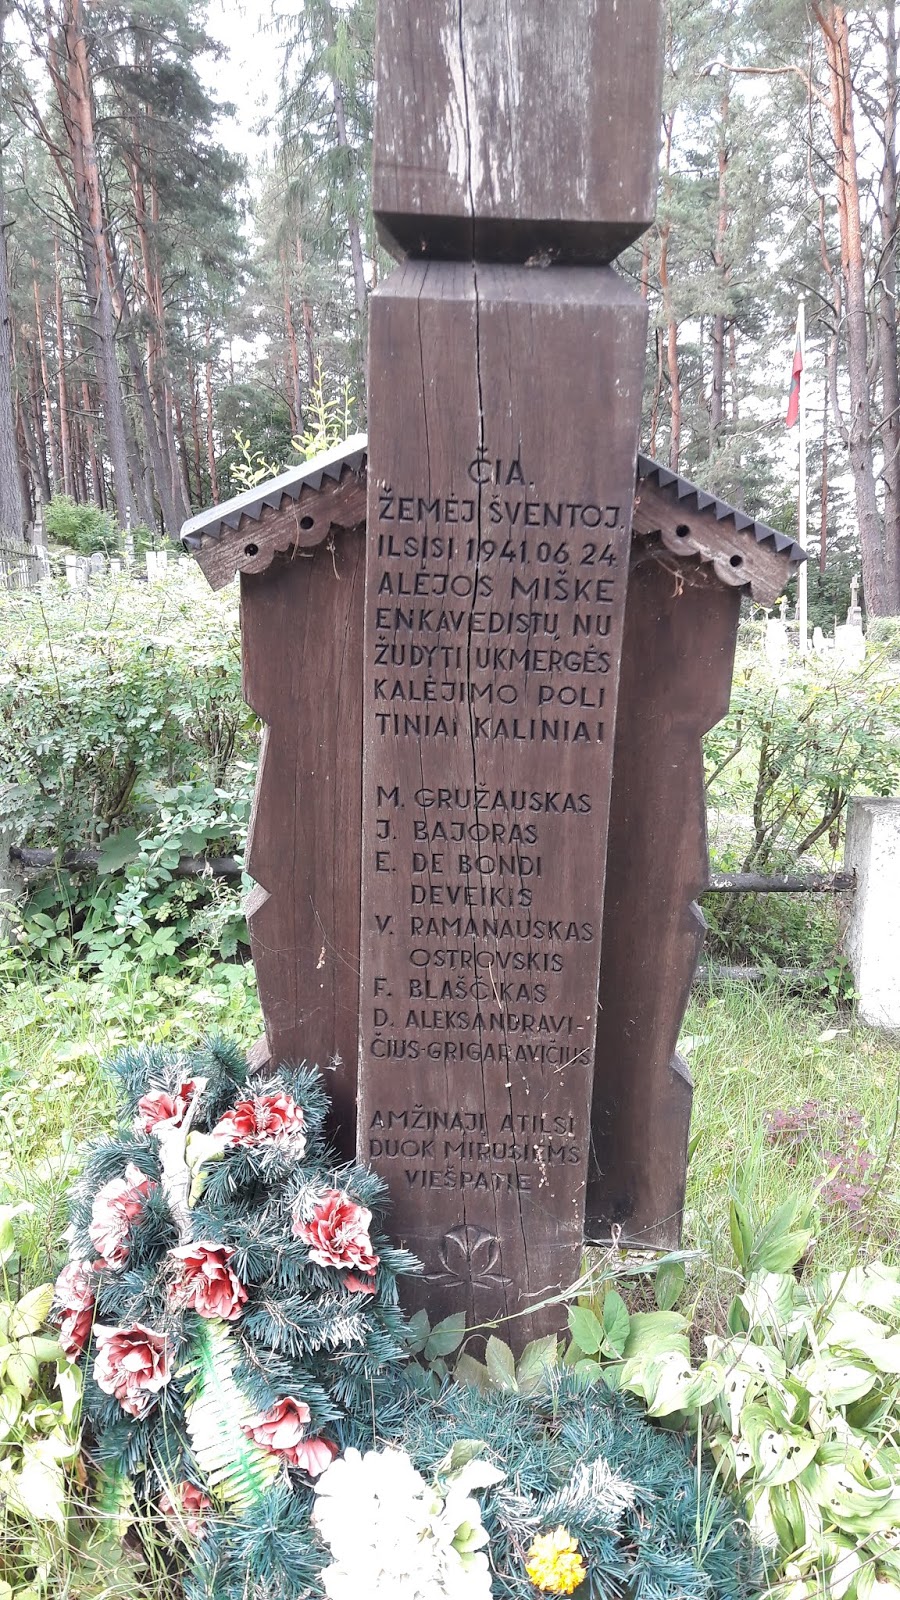 ČIA.
ŽEMĖJ ŠVENTOJ.
ILSĮSI 1941.06.24
ALĖJOS MIŠKE
ENKAVEDISTŲ NU
ŽUDYTI UKMERGĖS
KALĖJIMO POLI
TINIAI KALINIAI
M. GRUŽAUSKAS
J. BAJORAS
E. DE BONDI
DEVEIKIS
V. RAMANAUSKAS
OSTROVSKIS
F. BLAŠČIKAS
D. ALEKSANDRAVI-
ČIUS-GRIGARAVIČIUS
AMŽINĄJĮ ATILSĮ
DUOK MIRUSIEMS
VIEŠPATIE